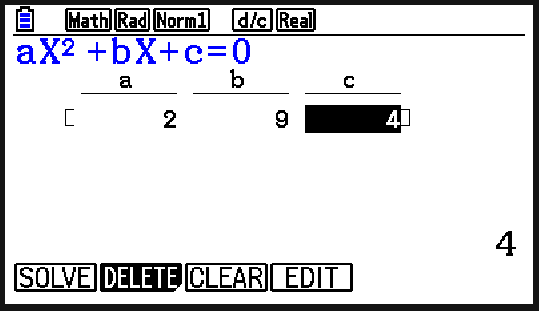 Math Rad Norm1 d/c Real
aX² +bX+c=0
a b c
2 9 4
4
SOLVE DELETE CLEAR EDIT